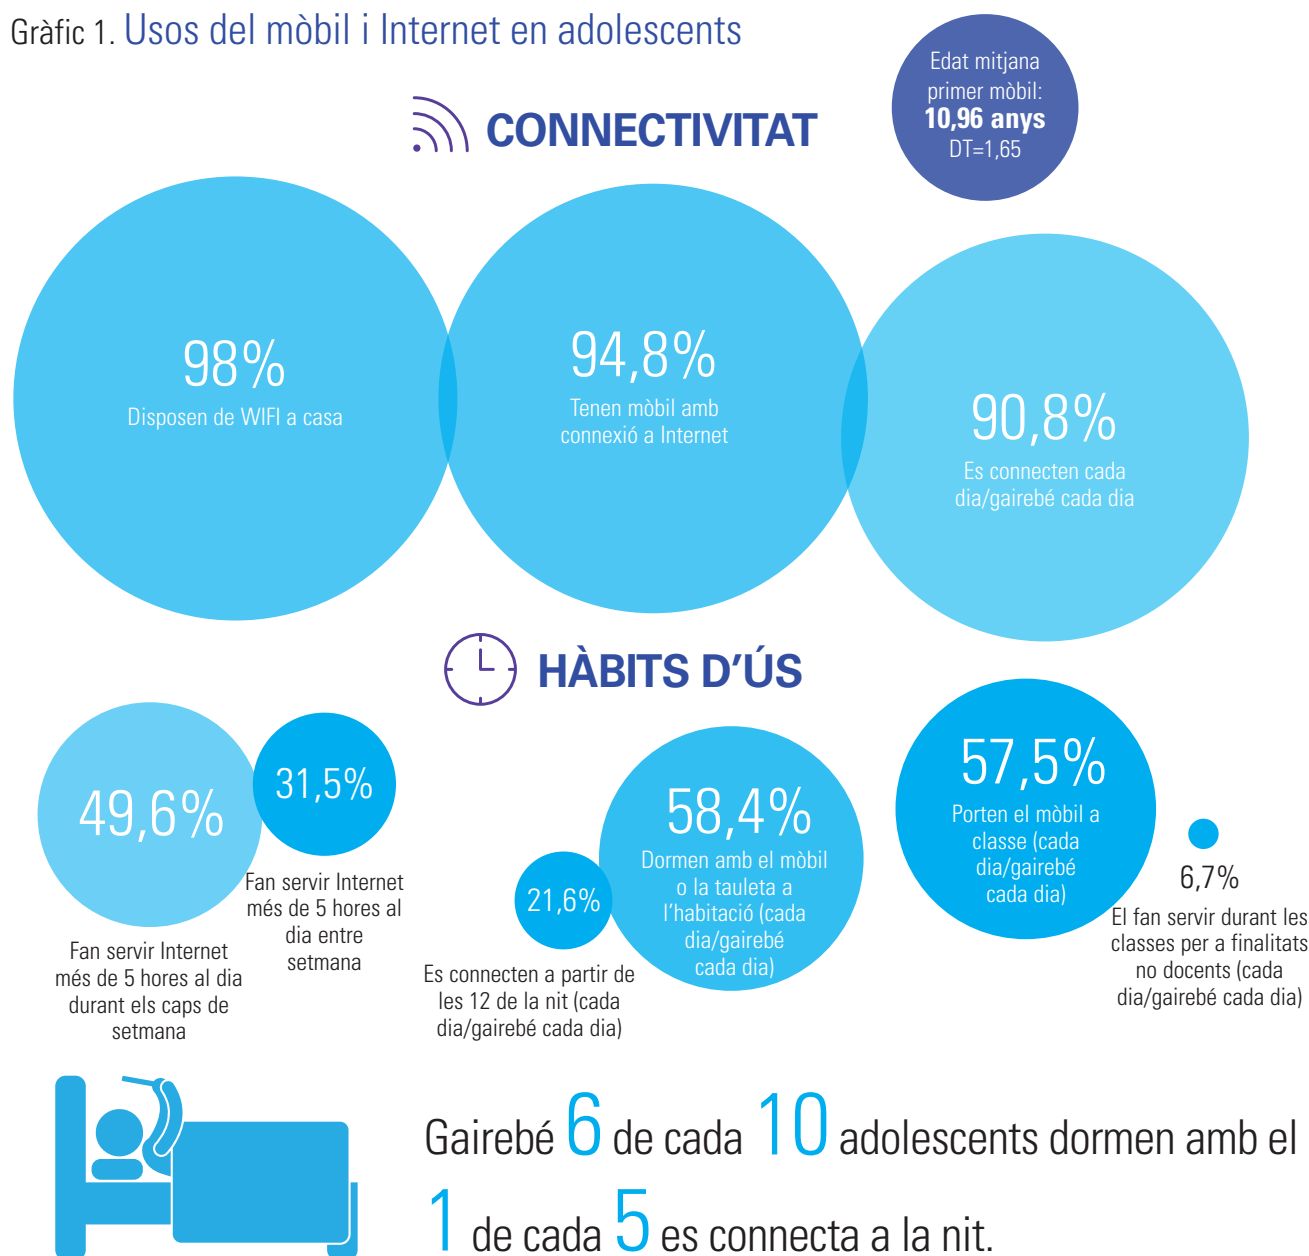 Gràfic 1. Usos del mòbil i Internet en adolescents
Edat mitjana
primer mòbil:
10,96 anys
DT=1,65
CONNECTIVITAT
98%
Disposen de WIFI a casa
94,8%
Tenen mòbil amb
connexió a Internet
90,8%
Es connecten cada
dia/gairebé cada dia
HÀBITS D'ÚS
49,6%
Fan servir Internet
més de 5 hores al dia
durant els caps de
setmana
31,5%
Fan servir Internet
més de 5 hores al
dia entre
setmana
21,6%
Es connecten a partir de
les 12 de la nit (cada
dia/gairebé cada dia)
58,4%
Dormen amb el mòbil
o la tauleta a
l'habitació (cada
dia/gairebé
cada dia)
57,5%
Porten el mòbil a
classe (cada
dia/gairebé
cada dia)
6,7%
El fan servir durant les
classes per a finalitats
no docents (cada
dia/gairebé cada dia)
Gairebé 6 de cada 10 adolescents dormen amb el
1 de cada 5 es connecta a la nit.